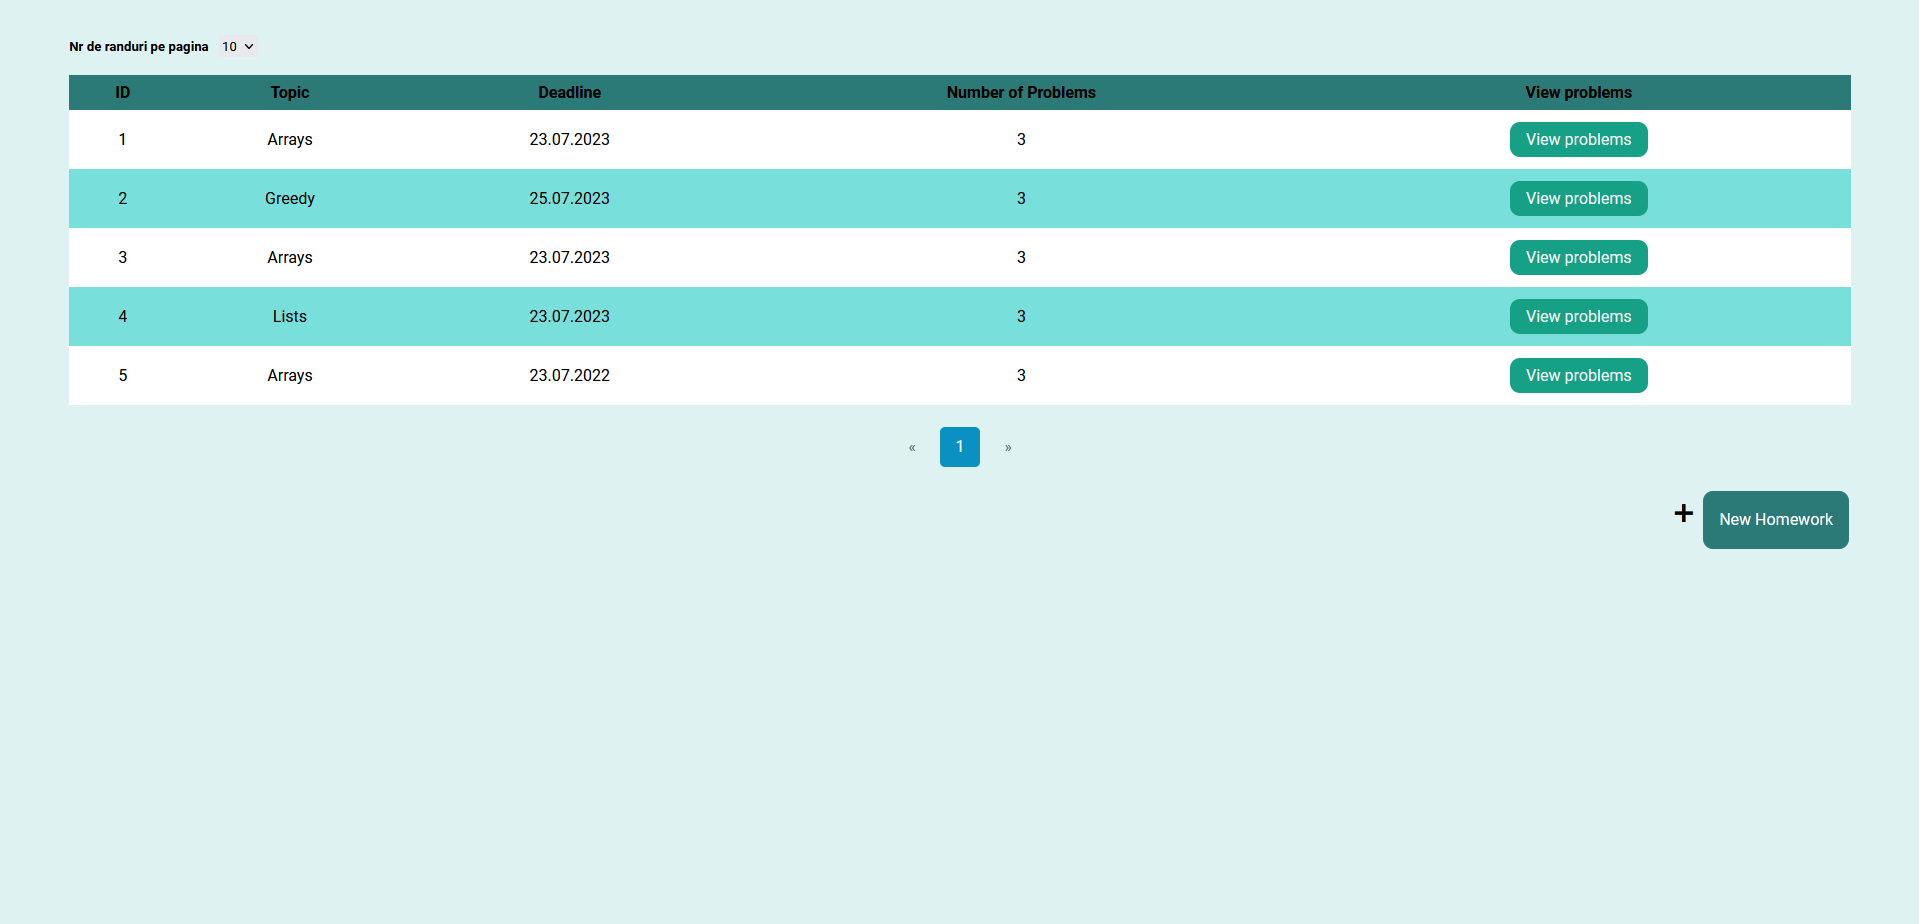 Nr de randuri pe pagina 10
ID Topic Deadline Number of Problems View problems
1 Arrays 23.07.2023 3 View problems
2 Greedy 25.07.2023 3 View problems
3 Arrays 23.07.2023 3 View problems
4 Lists 23.07.2023 3 View problems
5 Arrays 23.07.2022 3 View problems
« 1 »
+ New Homework